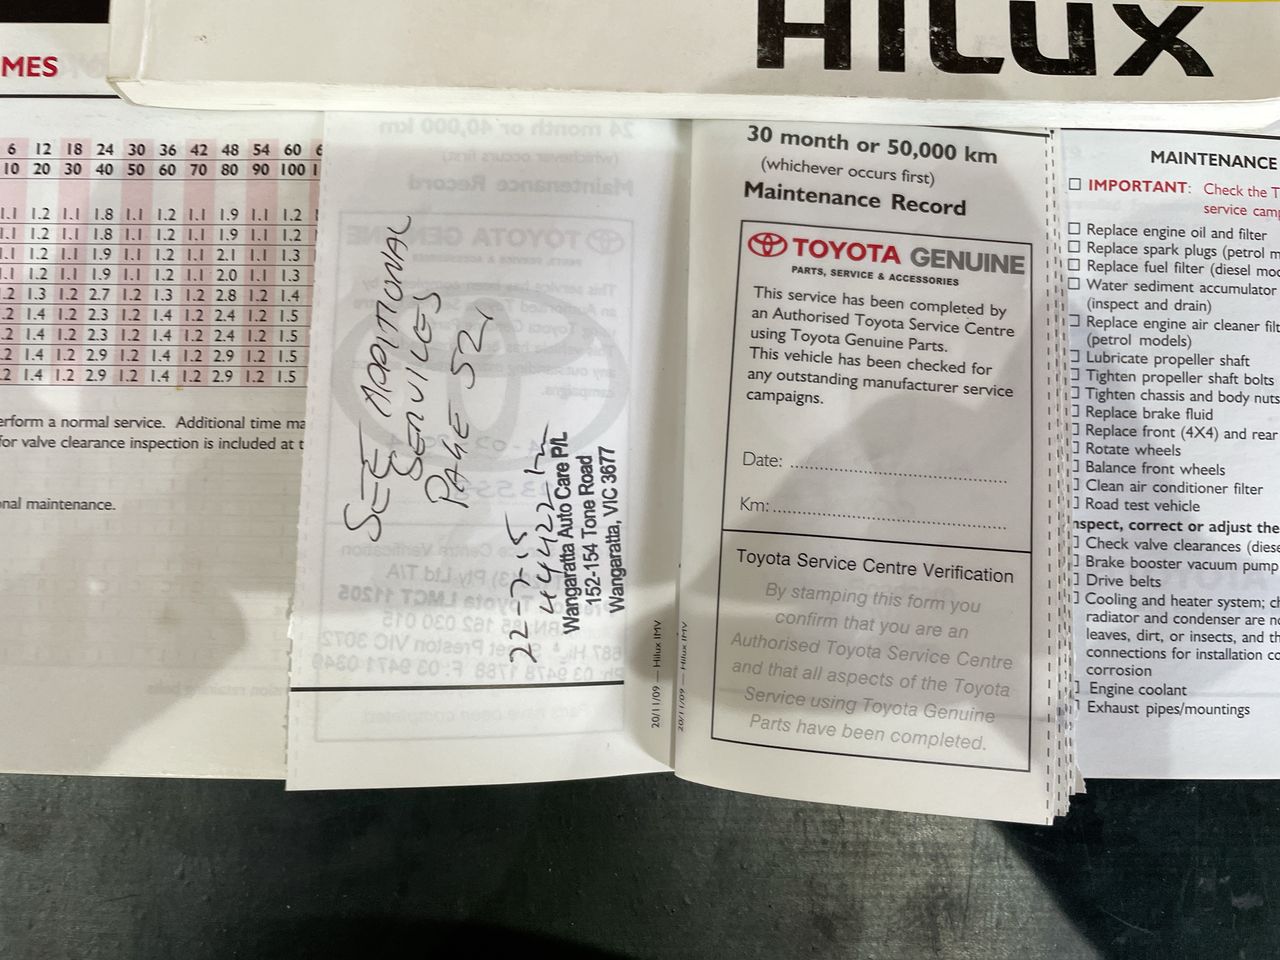 HILUX
MES
6 12 18 24 30 36 42 48 54 60 6
10 20 30 40 50 60 70 80 90 100 1
1.1 1.2 1.1 1.8 1.1 1.2 1.1 1.9 1.1 1.2
1.1 1.2 1.1 1.8 1.1 1.2 1.1 1.9 1.1 1.2
1.1 1.2 1.1 1.9 1.1 1.2 1.1 2.1 1.1 1.3
1.1 1.2 1.1 1.9 1.1 1.2 1.1 2.0 1.1 1.3
.2 1.3 1.2 2.7 1.2 1.3 1.2 2.8 1.2 1.4
.2 1.4 1.2 2.3 1.2 1.4 1.2 2.4 1.2 1.5
.2 1.4 1.2 2.3 1.2 1.4 1.2 2.4 1.2 1.5
.2 1.4 1.2 2.9 1.2 1.4 1.2 2.9 1.2 1.5
.2 1.4 1.2 2.9 1.2 1.4 1.2 2.9 1.2 1.5
erform a normal service. Additional time ma
for valve clearance inspection is included at t
onal maintenance.
SEE ADDITIONAL
SERVICES
PAGE 521
22-7-15
44422 km
Wangaratta Auto Care P/L
152-154 Tone Road
Wangaratta, VIC 3677
20/11/09 — Hilux IMV
20/11/09 — Hilux IMV
30 month or 50,000 km
(whichever occurs first)
Maintenance Record
TOYOTA GENUINE
PARTS, SERVICE & ACCESSORIES
This service has been completed by
an Authorised Toyota Service Centre
using Toyota Genuine Parts.
This vehicle has been checked for
any outstanding manufacturer service
campaigns.
Date:
Km:
Toyota Service Centre Verification
By stamping this form you
confirm that you are an
Authorised Toyota Service Centre
and that all aspects of the Toyota
Service using Toyota Genuine
Parts have been completed.
MAINTENANCE
IMPORTANT: Check the T
service camp
Replace engine oil and filter
Replace spark plugs (petrol m
Replace fuel filter (diesel mod
Water sediment accumulator
(inspect and drain)
Replace engine air cleaner filt
(petrol models)
Lubricate propeller shaft
Tighten propeller shaft bolts
Tighten chassis and body nuts
Replace brake fluid
Replace front (4X4) and rear
Rotate wheels
Balance front wheels
Clean air conditioner filter
Road test vehicle
nspect, correct or adjust the
Check valve clearances (diese
Brake booster vacuum pump
Drive belts
Cooling and heater system; ch
radiator and condenser are no
leaves, dirt, or insects, and th
connections for installation co
corrosion
Engine coolant
Exhaust pipes/mountings